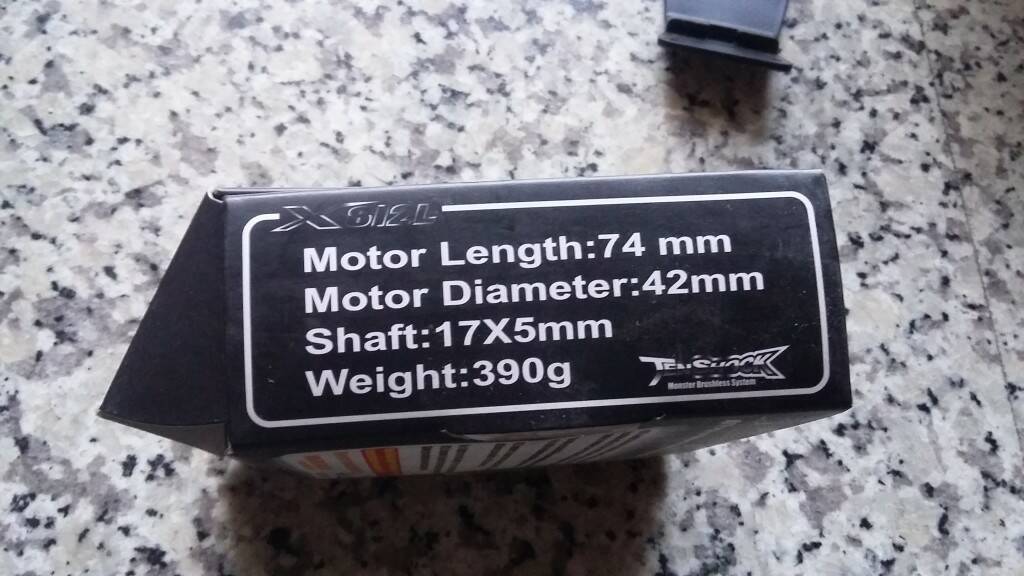 X812L
Motor Length:74 mm
Motor Diameter:42mm
Shaft:17X5mm
Weight:390g
TENSHOCK
Monster Brushless System